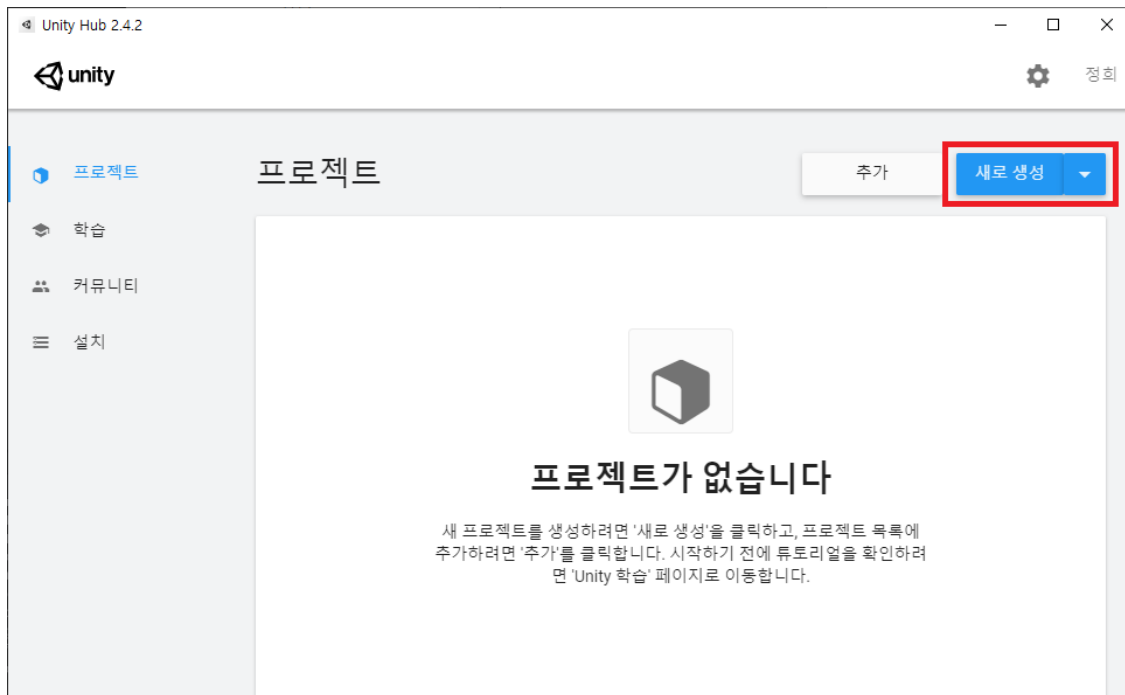 Unity Hub 2.4.2
unity
정희
프로젝트
학습
커뮤니티
설치
프로젝트
추가
새로 생성
프로젝트가 없습니다
새 프로젝트를 생성하려면 '새로 생성'을 클릭하고, 프로젝트 목록에
추가하려면 '추가'를 클릭합니다. 시작하기 전에 튜토리얼을 확인하려
면 'Unity 학습' 페이지로 이동합니다.